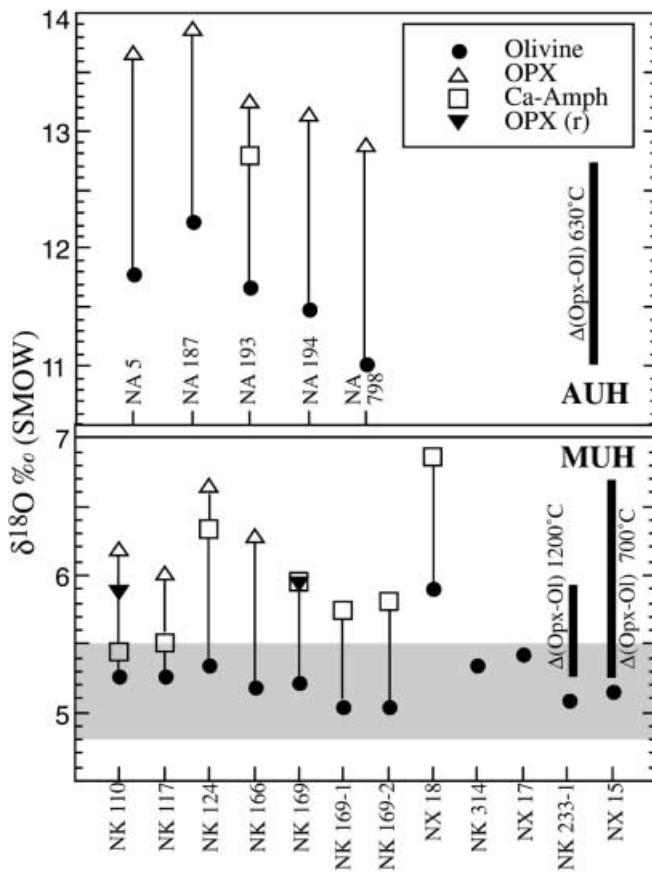 14
13
12
11
Olivine
OPX
Ca-Amph
OPX (r)
NA 5
NA 187
NA 193
NA 194
NA 798
Δ(Opx-Ol) 630°C
AUH
δ18O ‰ (SMOW)
7
6
5
MUH
Δ(Opx-Ol) 1200°C
Δ(Opx-Ol) 700°C
NK 110
NK 117
NK 124
NK 166
NK 169
NK 169-1
NK 169-2
NX 18
NK 314
NX 17
NK 233-1
NX 15